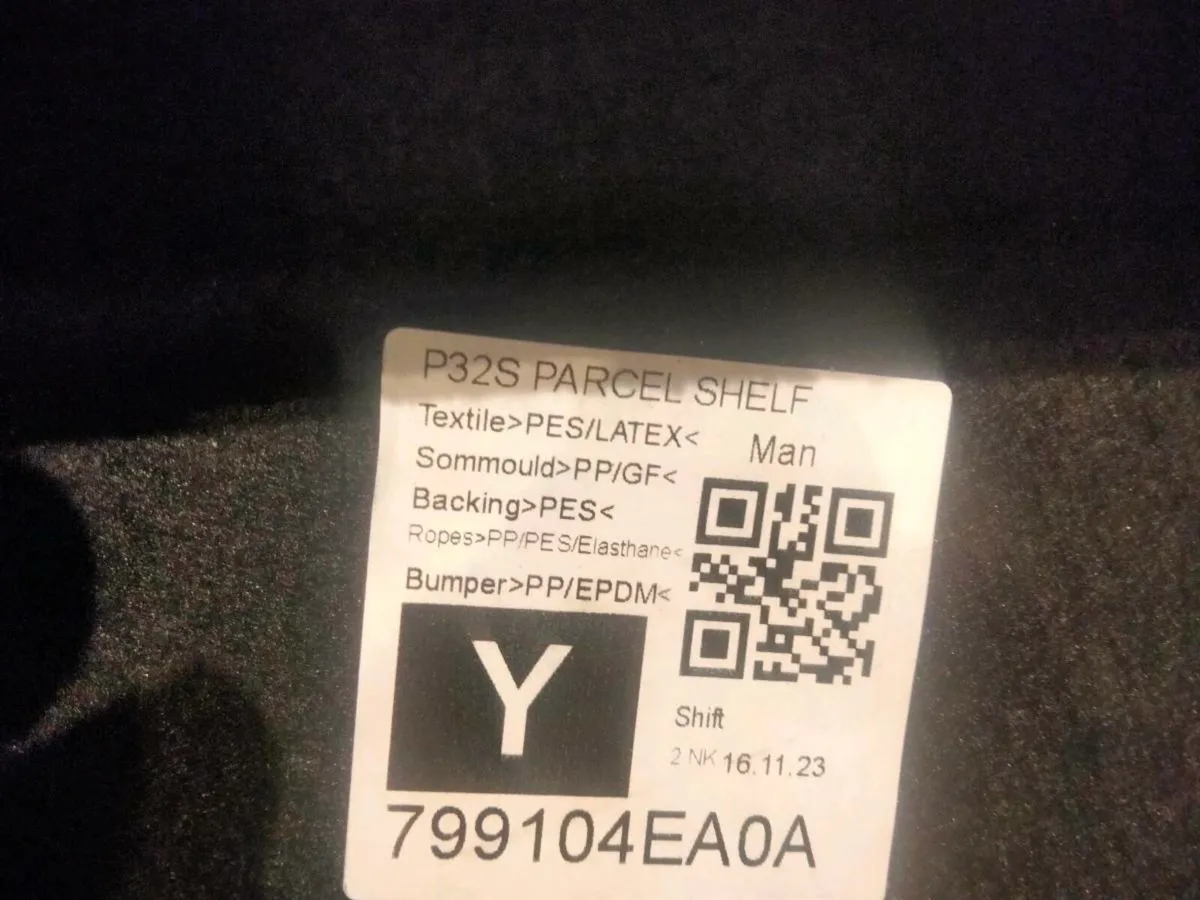 P32S PARCEL SHELF
Textile>PES/LATEX<
Man
Sommould>PP/GF<
Backing>PES<
Ropes>PP/PES/Elasthane<
Bumper>PP/EPDM<
Y
Shift
2 NK 16.11.23
799104EA0A